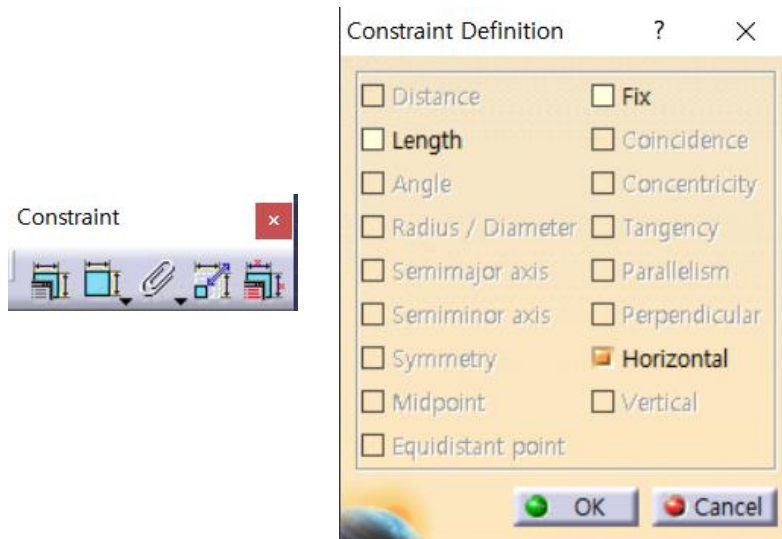 Constraint
Constraint Definition ? ×
Distance Fix
Length Coincidence
Angle Concentricity
Radius / Diameter Tangency
Semimajor axis Parallelism
Semiminor axis Perpendicular
Symmetry Horizontal
Midpoint Vertical
Equidistant point
OK Cancel